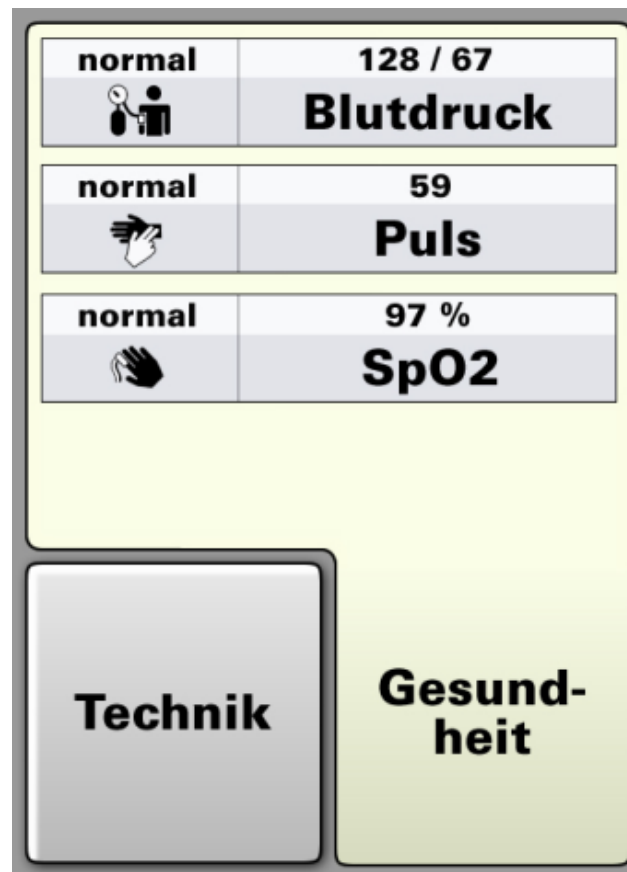 normal 128 / 67
Blutdruck
normal 59
Puls
normal 97 %
SpO2
Technik
Gesund-
heit